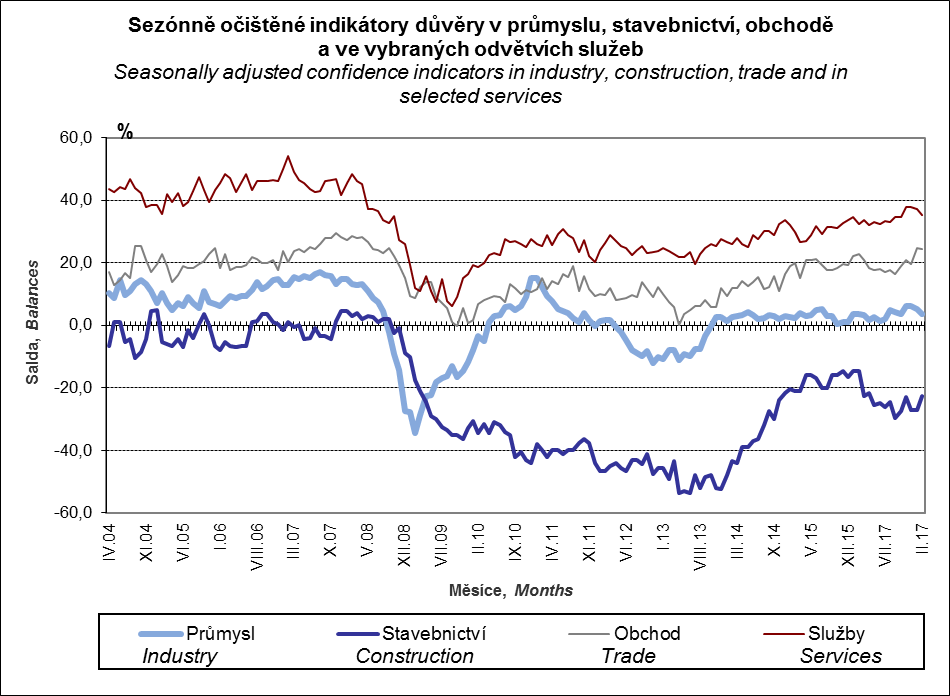 Sezónně očištěné indikátory důvěry v průmyslu, stavebnictví, obchodě
a ve vybraných odvětvích služeb
Seasonally adjusted confidence indicators in industry, construction, trade and in
selected services
%
60,0
40,0
20,0
0,0
-20,0
-40,0
-60,0
Salda, Balances
IV.04
XI.04
VI.05
I.06
VIII.06
III.07
X.07
V.08
XII.08
VII.09
II.10
IX.10
IV.11
XI.11
VI.12
I.13
VIII.13
III.14
X.14
V.15
XII.15
VII.17
II.17
Měsíce, Months
Průmysl Stavebnictví Obchod Služby
Industry Construction Trade Services